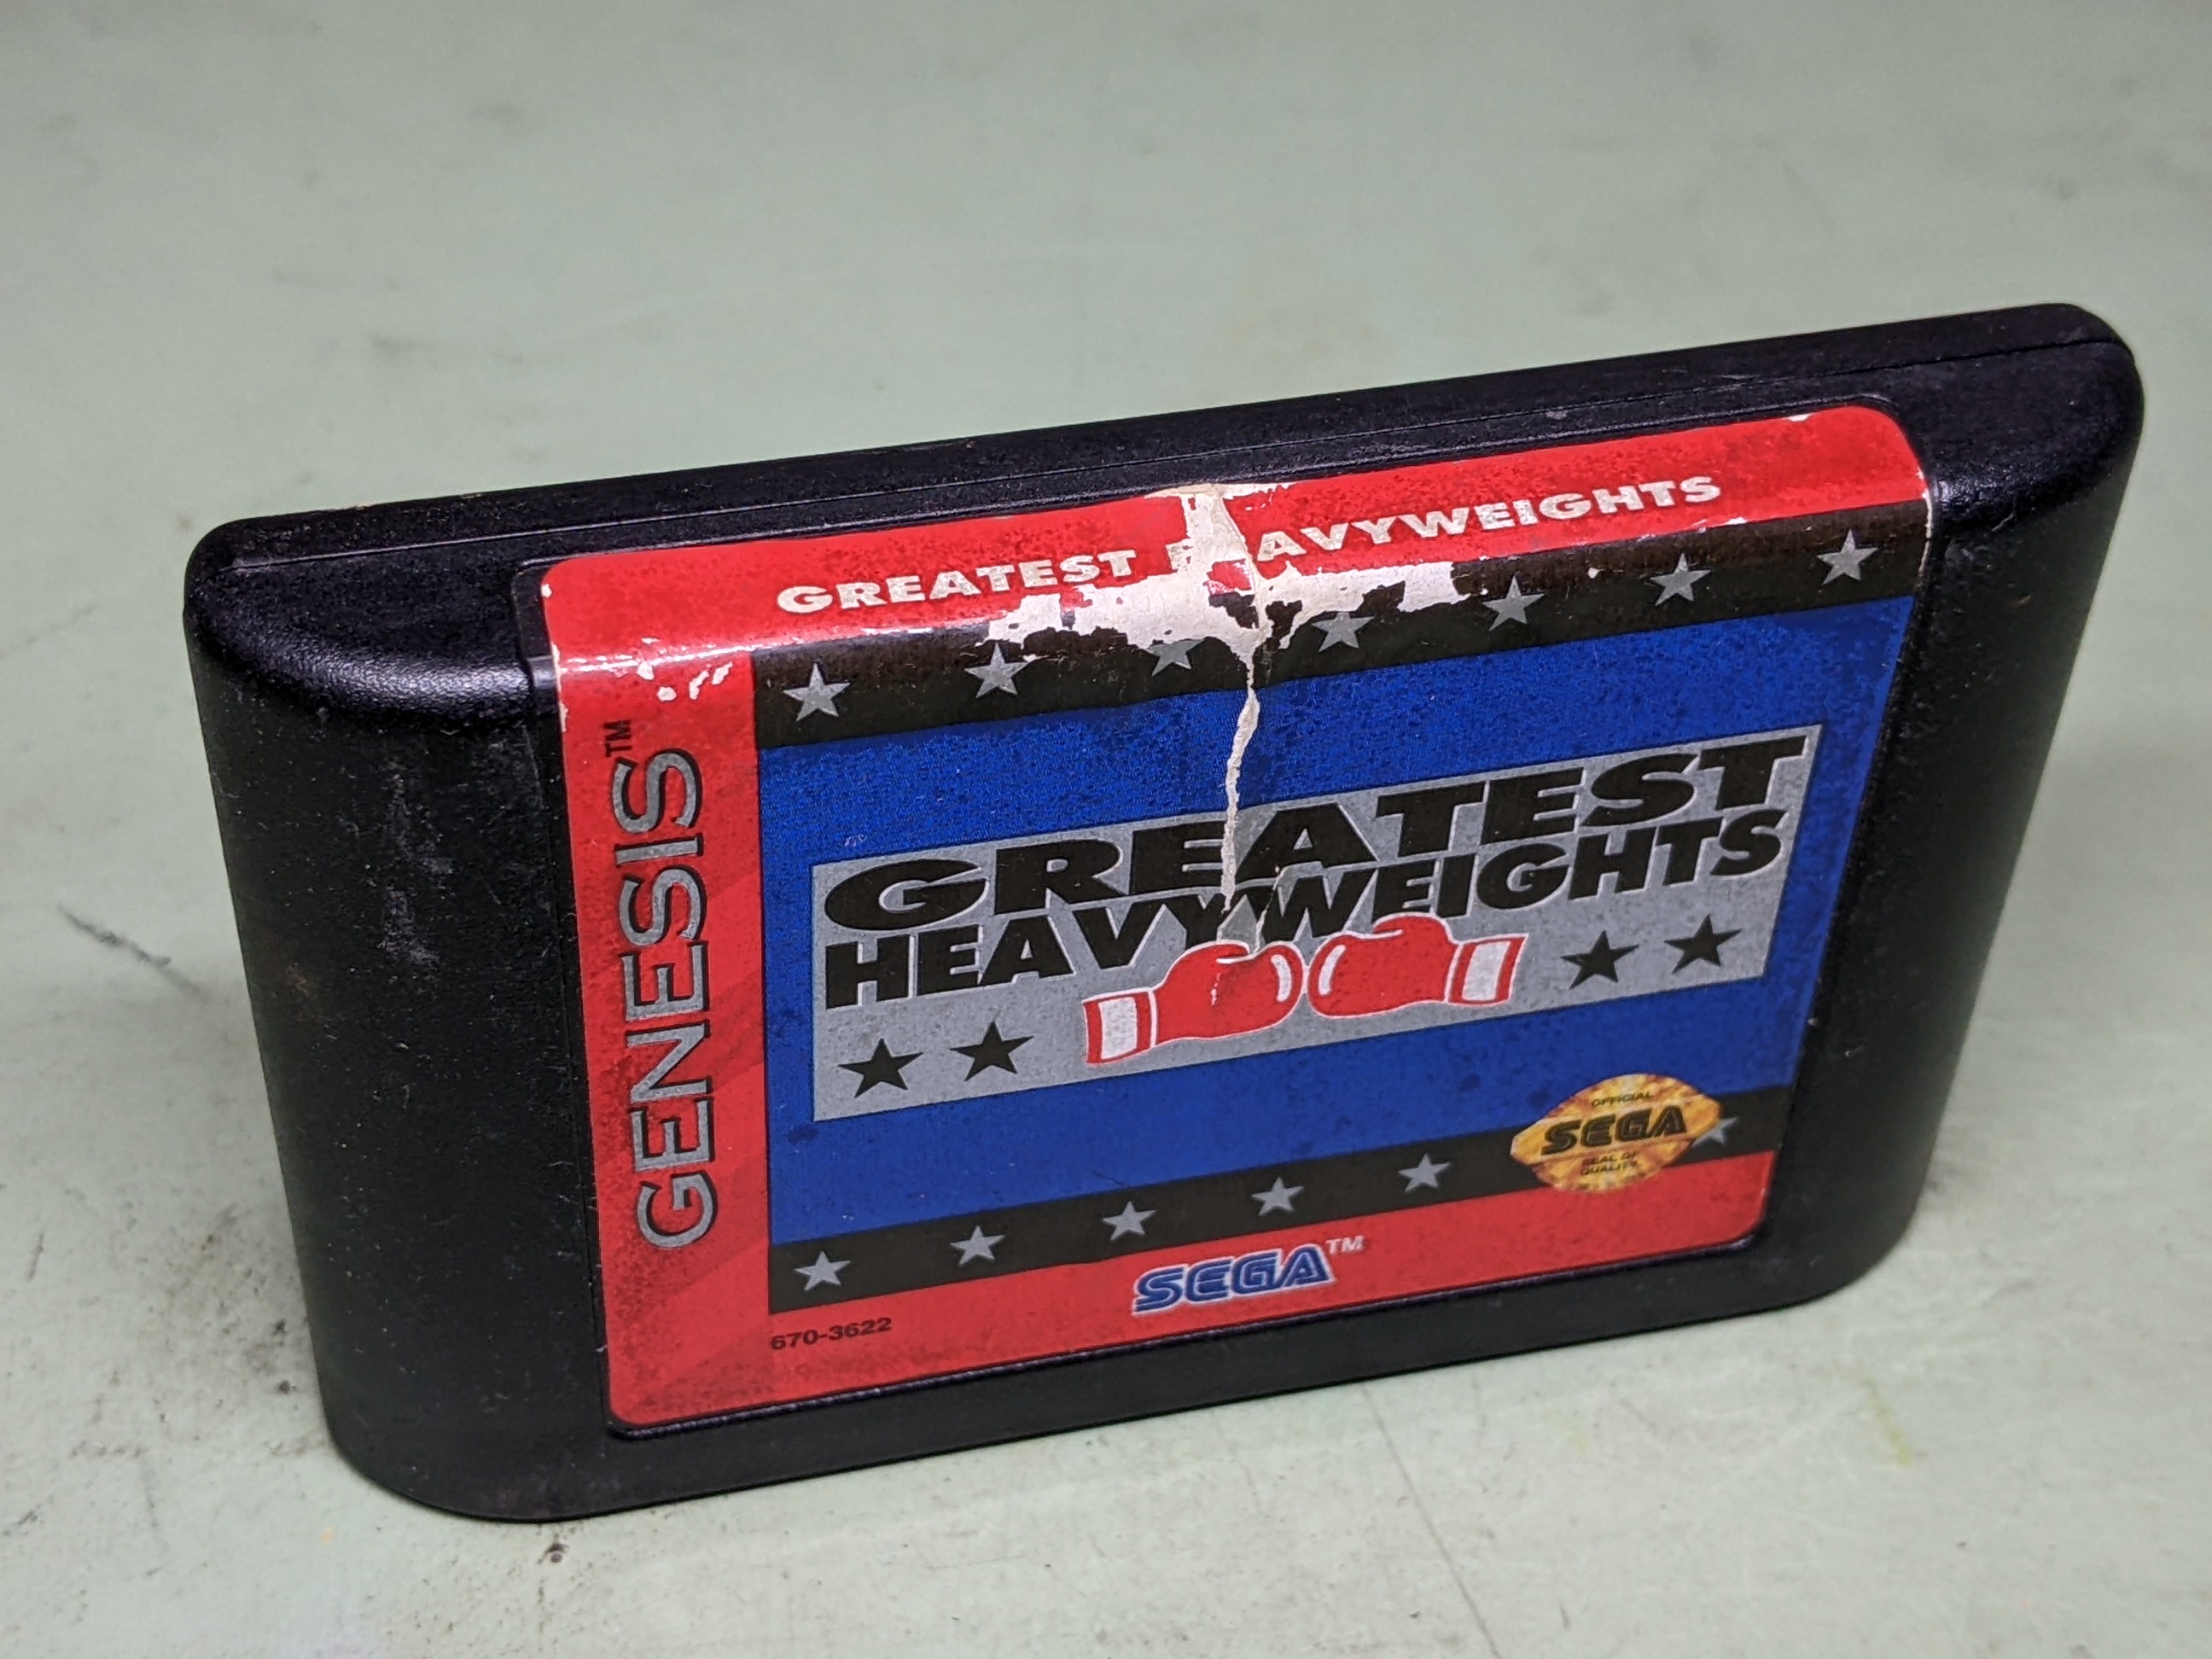 GREATEST HEAVYWEIGHTS
GENESIS™
GREATEST
HEAVYWEIGHTS
OFFICIAL
SEGA
SEAL OF
QUALITY
SEGA™
670-3622